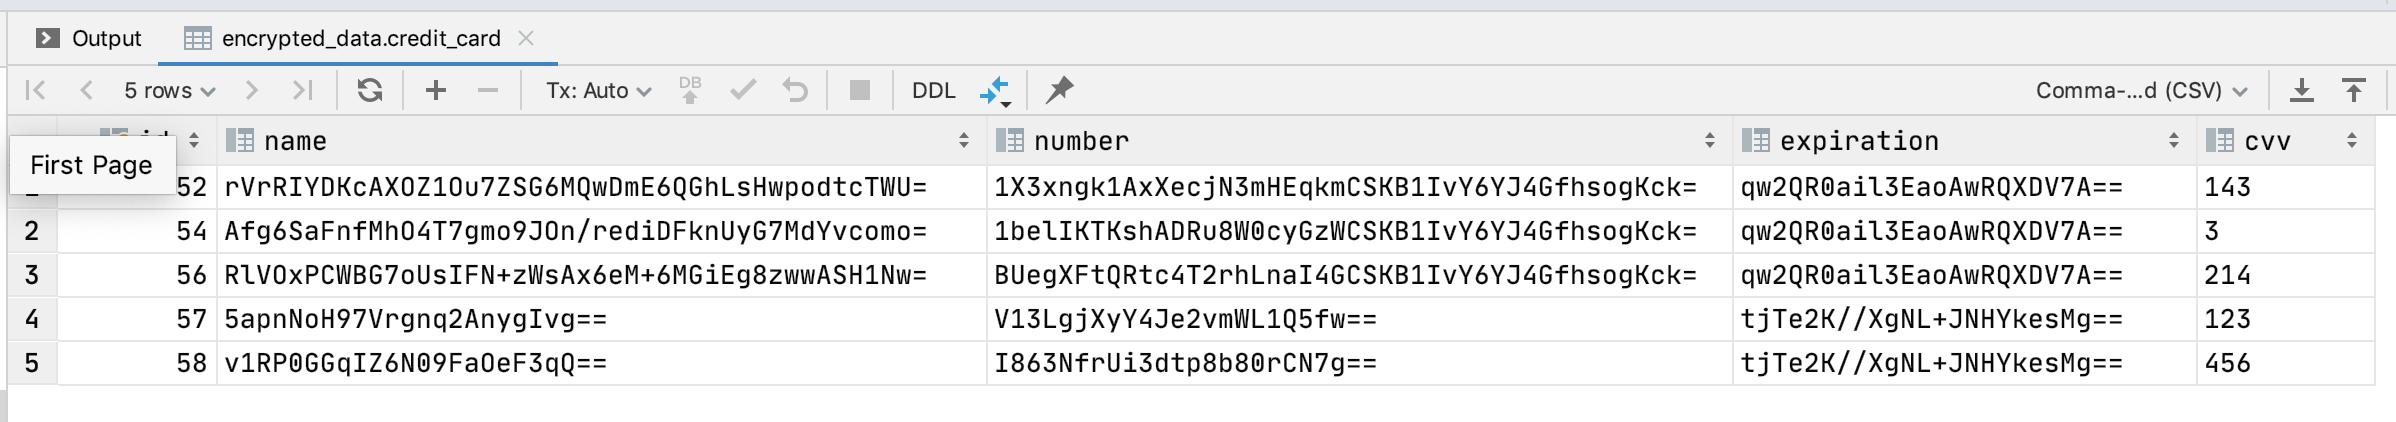 Output encrypted_data.credit_card
5 rows Tx: Auto DB DDL Comma-...d (CSV)
id name number expiration cvv
First Page
52 rVrRIYDKcAXOZ1Ou7ZSG6MQwDmE6QGhLsHwpodtcTWU= 1X3xngk1AxXecjN3mHEqkmCSKB1IvY6YJ4GfhsogKck= qw2QR0ail3EaoAwRQXDV7A== 143
2 54 Afg6SaFnfMhO4T7gmo9JOn/rediDFknUyG7MdYvcomo= 1belIKTKshADRu8W0cyGzWCSKB1IvY6YJ4GfhsogKck= qw2QR0ail3EaoAwRQXDV7A== 3
3 56 RlVOxPCWBG7oUsIFN+zWsAx6eM+6MGiEg8zwwASH1Nw= BUegXFtQRtc4T2rhLnaI4GCSKB1IvY6YJ4GfhsogKck= qw2QR0ail3EaoAwRQXDV7A== 214
4 57 5apnNoH97Vrgnq2AnygIvg== V13LgjXyY4Je2vmWL1Q5fw== tjTe2K//XgNL+JNHYkesMg== 123
5 58 v1RP0GGqIZ6N09FaOeF3qQ== I863NfrUi3dtp8b80rCN7g== tjTe2K//XgNL+JNHYkesMg== 456